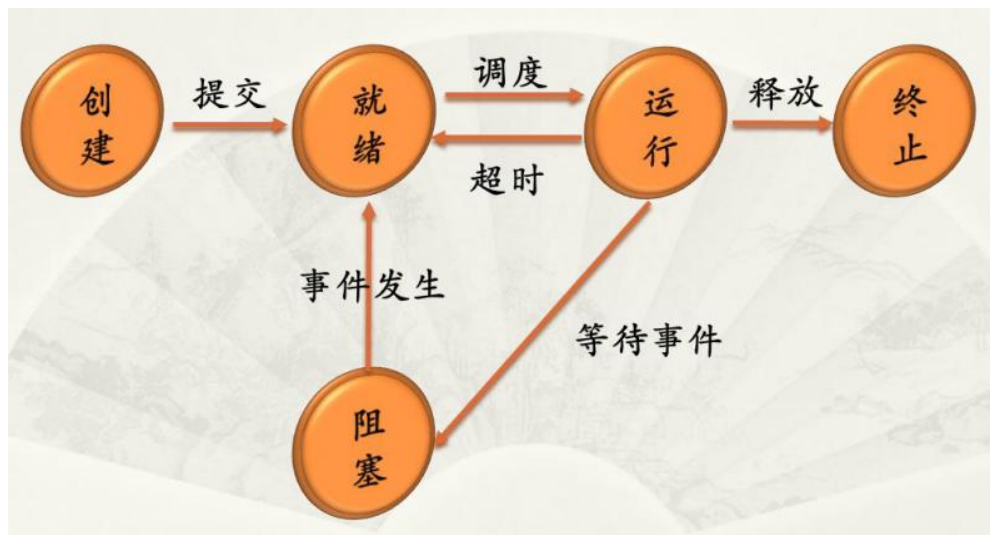 创建
提交
就绪
调度
运行
释放
终止
超时
事件发生
等待事件
阻塞